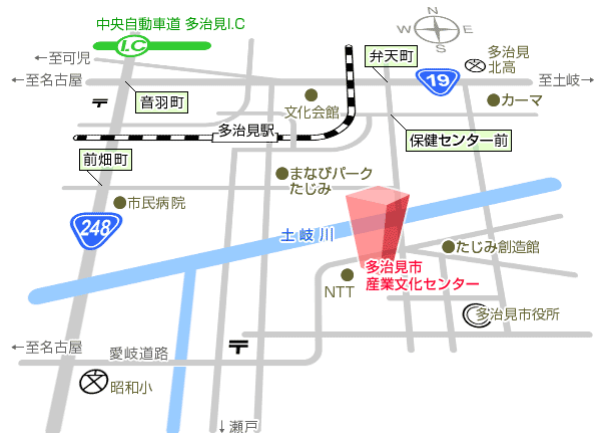 中央自動車道 多治見I.C
I.C
N
W
E
S
←至可児
弁天町
多治見
北高
←至名古屋
19
至土岐→
音羽町
文化会館
カーマ
多治見駅
保健センター前
前畑町
まなびパーク
たじみ
市民病院
248
土岐川
たじみ創造館
多治見市
産業文化センター
NTT
多治見市役所
←至名古屋
愛岐道路
昭和小
↓瀬戸